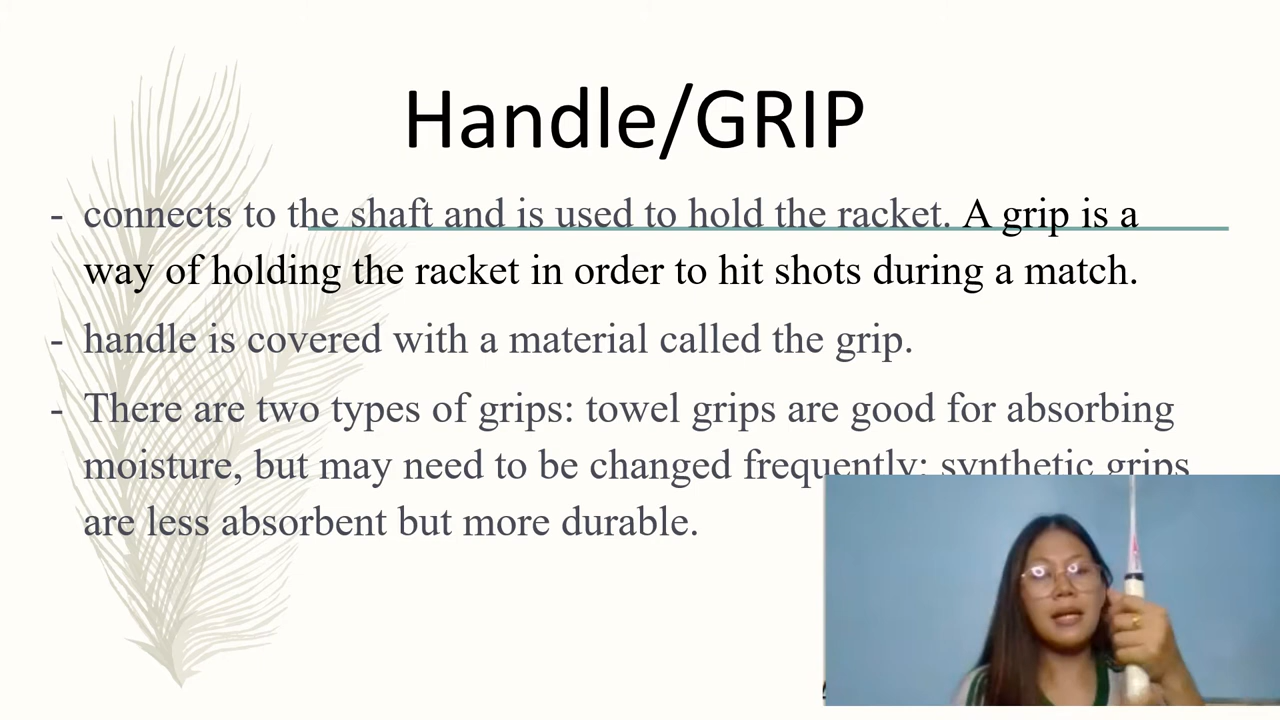 Handle/GRIP
- connects to the shaft and is used to hold the racket. A grip is a
way of holding the racket in order to hit shots during a match.
- handle is covered with a material called the grip.
- There are two types of grips: towel grips are good for absorbing
moisture, but may need to be changed frequently; synthetic grips
are less absorbent but more durable.